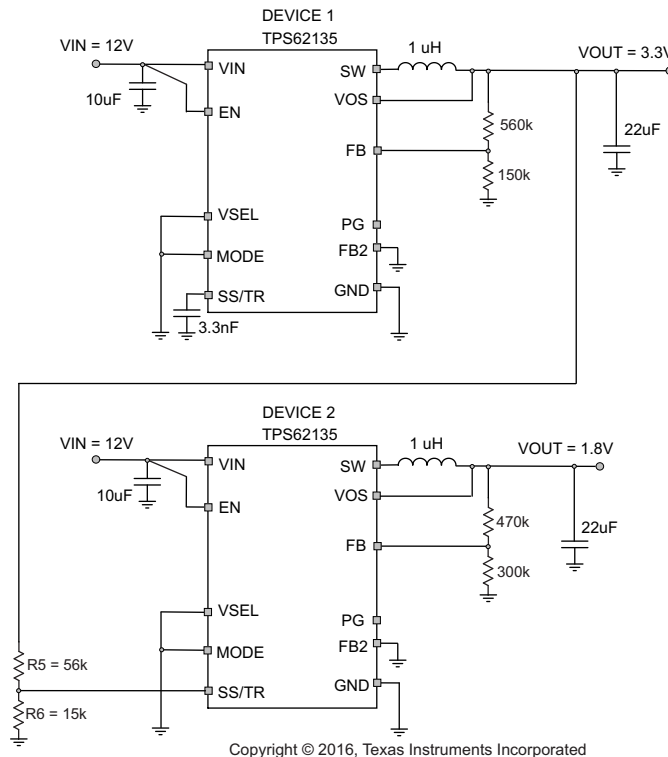 DEVICE 1
TPS62135
VIN = 12V
10uF
VIN
EN
VSEL
MODE
SS/TR
3.3nF
SW
VOS
FB
PG
FB2
GND
1 uH
560k
150k
VOUT = 3.3V
22uF
DEVICE 2
TPS62135
VIN = 12V
10uF
VIN
EN
VSEL
MODE
SS/TR
R5 = 56k
R6 = 15k
SW
VOS
FB
PG
FB2
GND
1 uH
470k
300k
VOUT = 1.8V
22uF
Copyright © 2016, Texas Instruments Incorporated